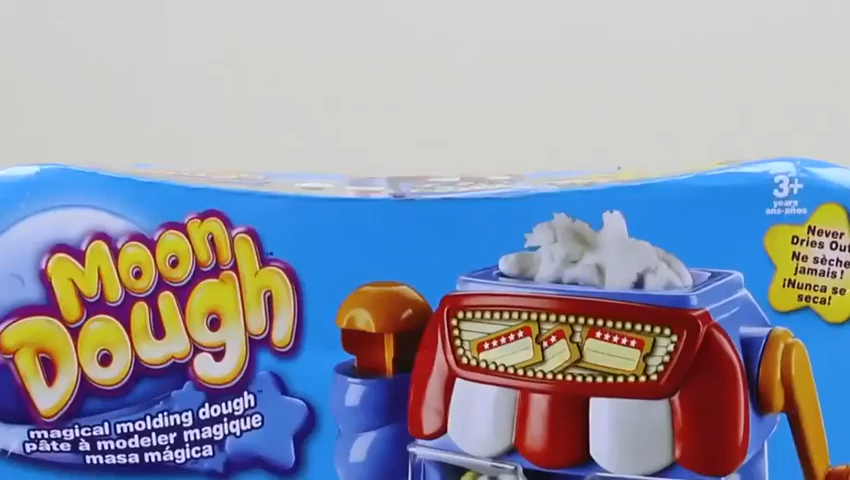 Moon
Dough
magical molding dough™
pâte à modeler magique
masa mágica
3+
years
ans-años
Never
Dries Out
Ne sèche
jamais !
¡Nunca se
seca!